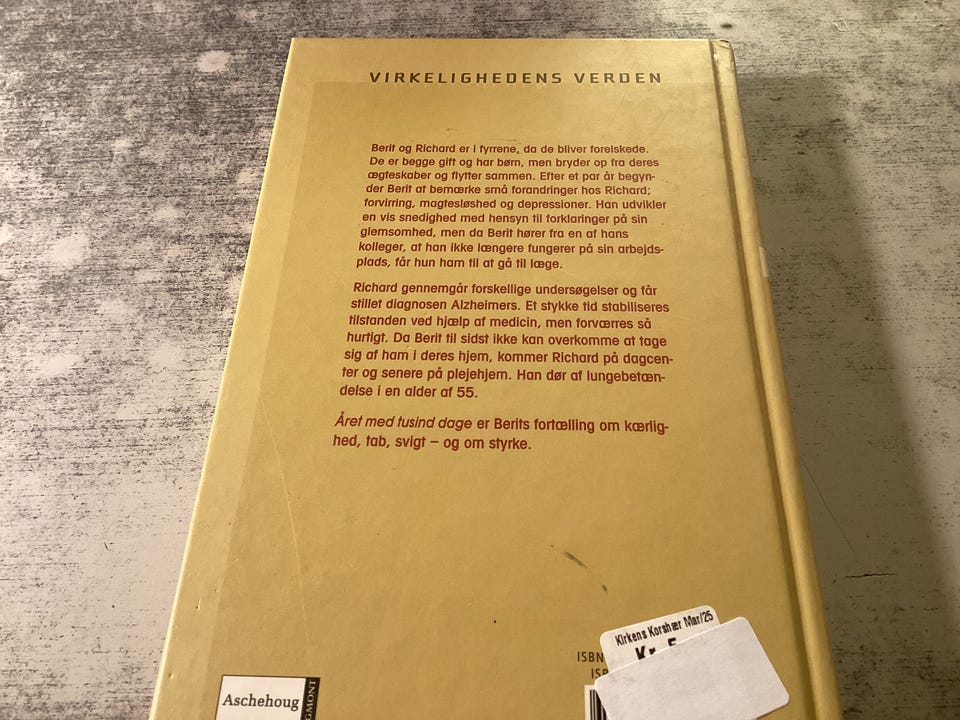 VIRKELIGHEDENS VERDEN
Berit og Richard er i fyrrene, da de bliver forelskede.
De er begge gift og har børn, men bryder op fra deres
ægteskaber og flytter sammen. Efter et par år begyn-
der Berit at bemærke små forandringer hos Richard;
forvirring, magtesløshed og depressioner. Han udvikler
en vis snedighed med hensyn til forklaringer på sin
glemsomhed, men da Berit hører fra en af hans
kolleger, at han ikke længere fungerer på sin arbejds-
plads, får hun ham til at gå til læge.
Richard gennemgår forskellige undersøgelser og får
stillet diagnosen Alzheimers. Et stykke tid stabiliseres
tilstanden ved hjælp af medicin, men forværres så
hurtigt. Da Berit til sidst ikke kan overkomme at tage
sig af ham i deres hjem, kommer Richard på dagcen-
ter og senere på plejehjem. Han dør af lungebetæn-
delse i en alder af 55.
Året med tusind dage er Berits fortælling om kærlig-
hed, tab, svigt – og om styrke.
Kirkens Korshær Mar/25
Kr. 5
ISBN
ISB
Aschehoug
GMONT